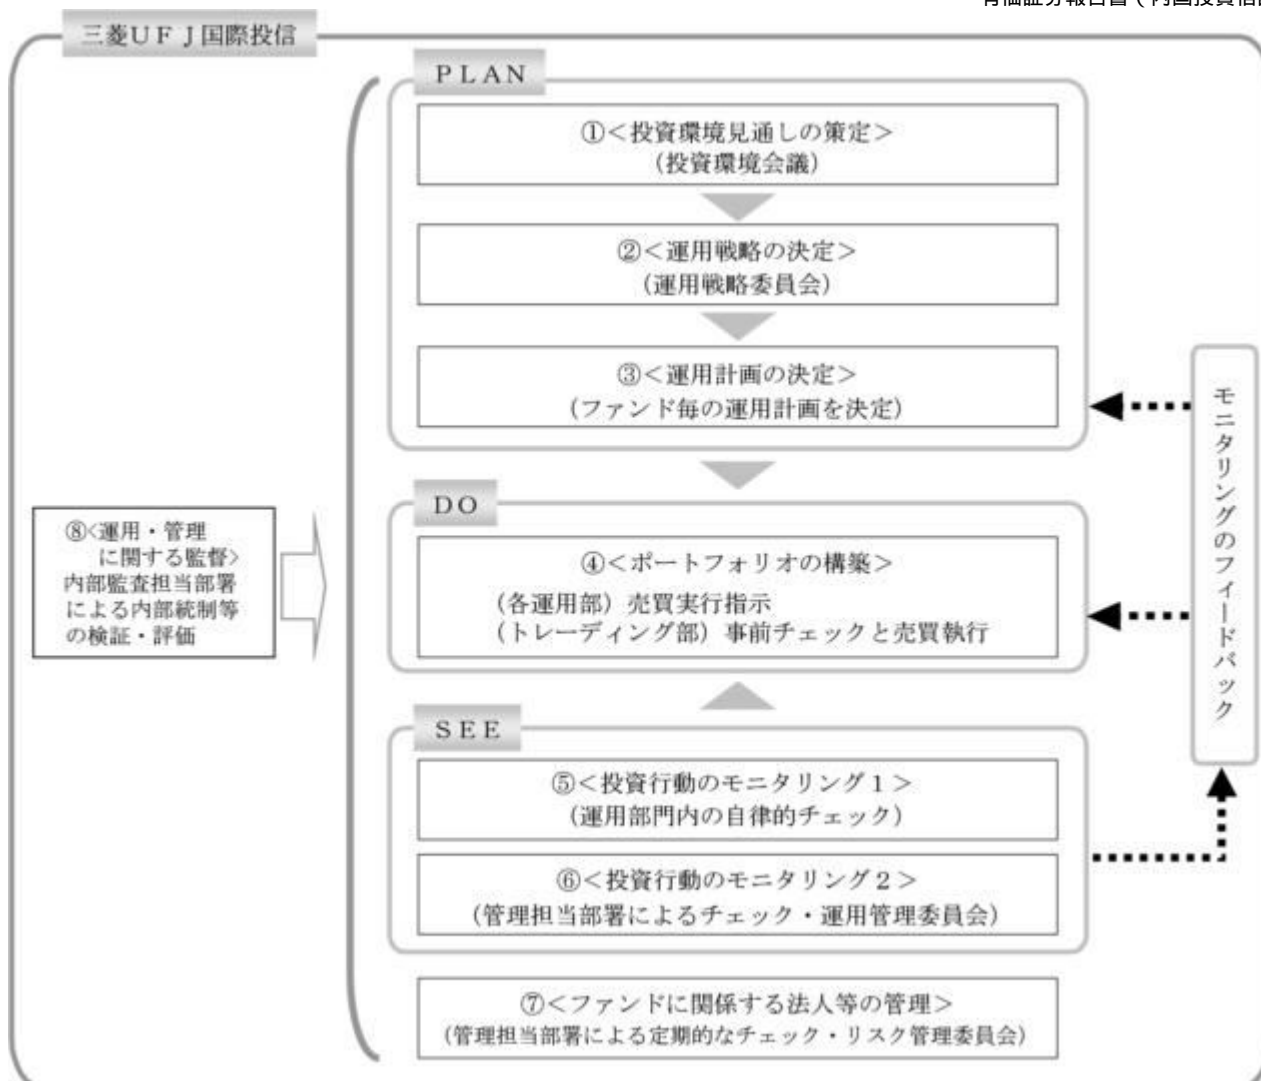 三菱ＵＦＪ国際投信
ＰＬＡＮ
①＜投資環境見通しの策定＞
（投資環境会議）
②＜運用戦略の決定＞
（運用戦略委員会）
③＜運用計画の決定＞
（ファンド毎の運用計画を決定）
ＤＯ
④＜ポートフォリオの構築＞
（各運用部）売買実行指示
（トレーディング部）事前チェックと売買執行
ＳＥＥ
⑤＜投資行動のモニタリング１＞
（運用部門内の自律的チェック）
⑥＜投資行動のモニタリング２＞
（管理担当部署によるチェック・運用管理委員会）
⑦＜ファンドに関係する法人等の管理＞
（管理担当部署による定期的なチェック・リスク管理委員会）
⑧<運用・管理
に関する監督>
内部監査担当部署
による内部統制等
の検証・評価
モニタリングのフィードバック